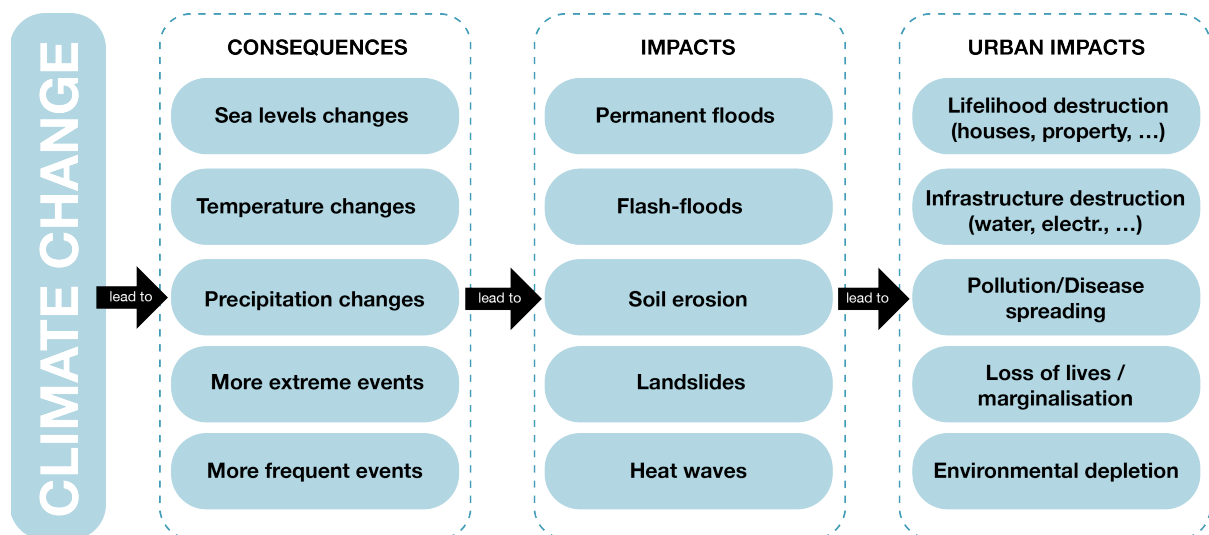 CLIMATE CHANGE
lead to
CONSEQUENCES
Sea levels changes
Temperature changes
Precipitation changes
More extreme events
More frequent events
lead to
IMPACTS
Permanent floods
Flash-floods
Soil erosion
Landslides
Heat waves
lead to
URBAN IMPACTS
Lifelihood destruction
(houses, property, …)
Infrastructure destruction
(water, electr., …)
Pollution/Disease
spreading
Loss of lives /
marginalisation
Environmental depletion